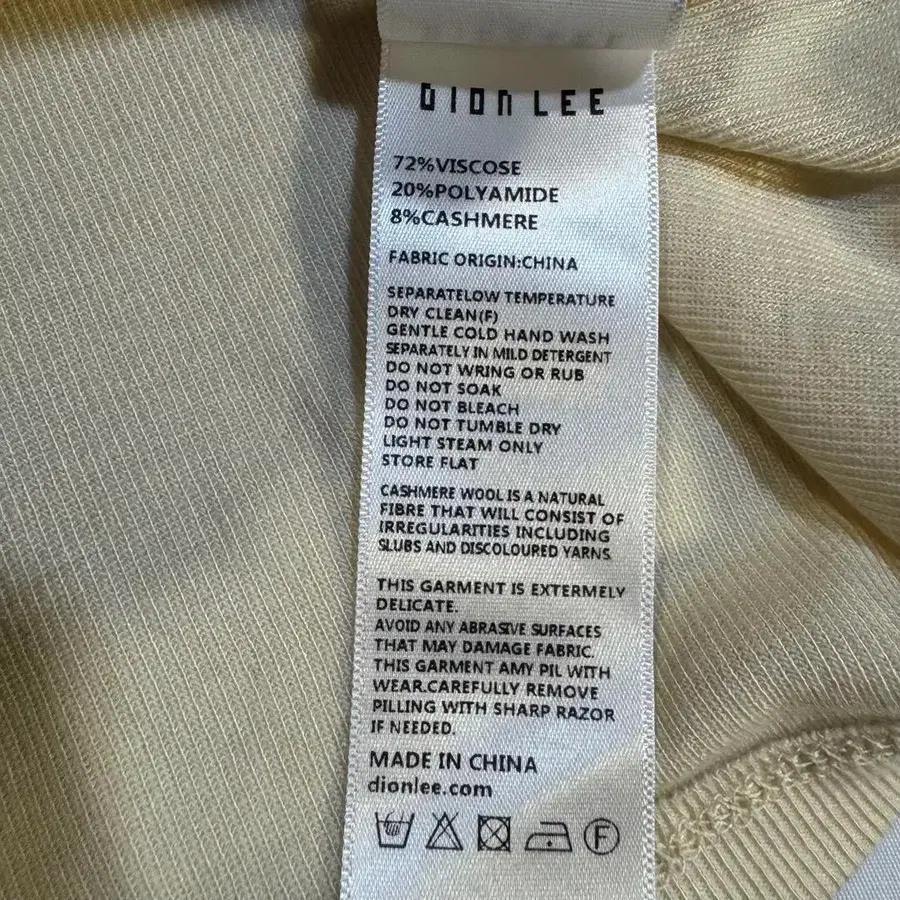 DION LEE
72%VISCOSE
20%POLYAMIDE
8%CASHMERE
FABRIC ORIGIN:CHINA
SEPARATELOW TEMPERATURE
DRY CLEAN(F)
GENTLE COLD HAND WASH
SEPARATELY IN MILD DETERGENT
DO NOT WRING OR RUB
DO NOT SOAK
DO NOT BLEACH
DO NOT TUMBLE DRY
LIGHT STEAM ONLY
STORE FLAT
CASHMERE WOOL IS A NATURAL
FIBRE THAT WILL CONSIST OF
IRREGULARITIES INCLUDING
SLUBS AND DISCOLOURED YARNS
THIS GARMENT IS EXTERMELY
DELICATE.
AVOID ANY ABRASIVE SURFACES
THAT MAY DAMAGE FABRIC.
THIS GARMENT AMY PIL WITH
WEAR.CAREFULLY REMOVE
PILLING WITH SHARP RAZOR
IF NEEDED.
MADE IN CHINA
dionlee.com
F